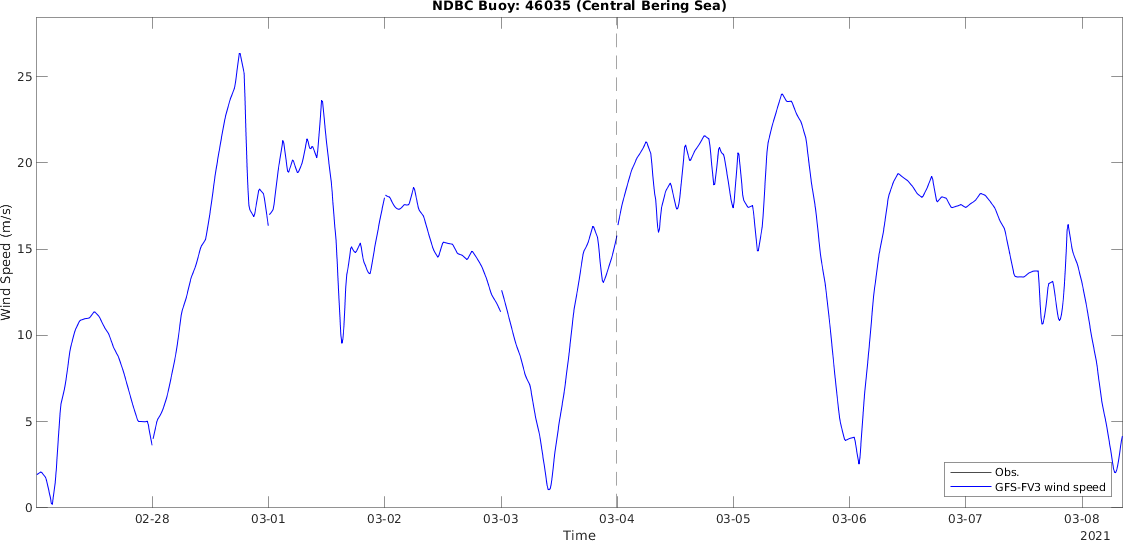 NDBC Buoy: 46035 (Central Bering Sea)
Wind Speed (m/s)
25
20
15
10
5
0
02-28 03-01 03-02 03-03 03-04 03-05 03-06 03-07 03-08
Time
2021
Obs.
GFS-FV3 wind speed